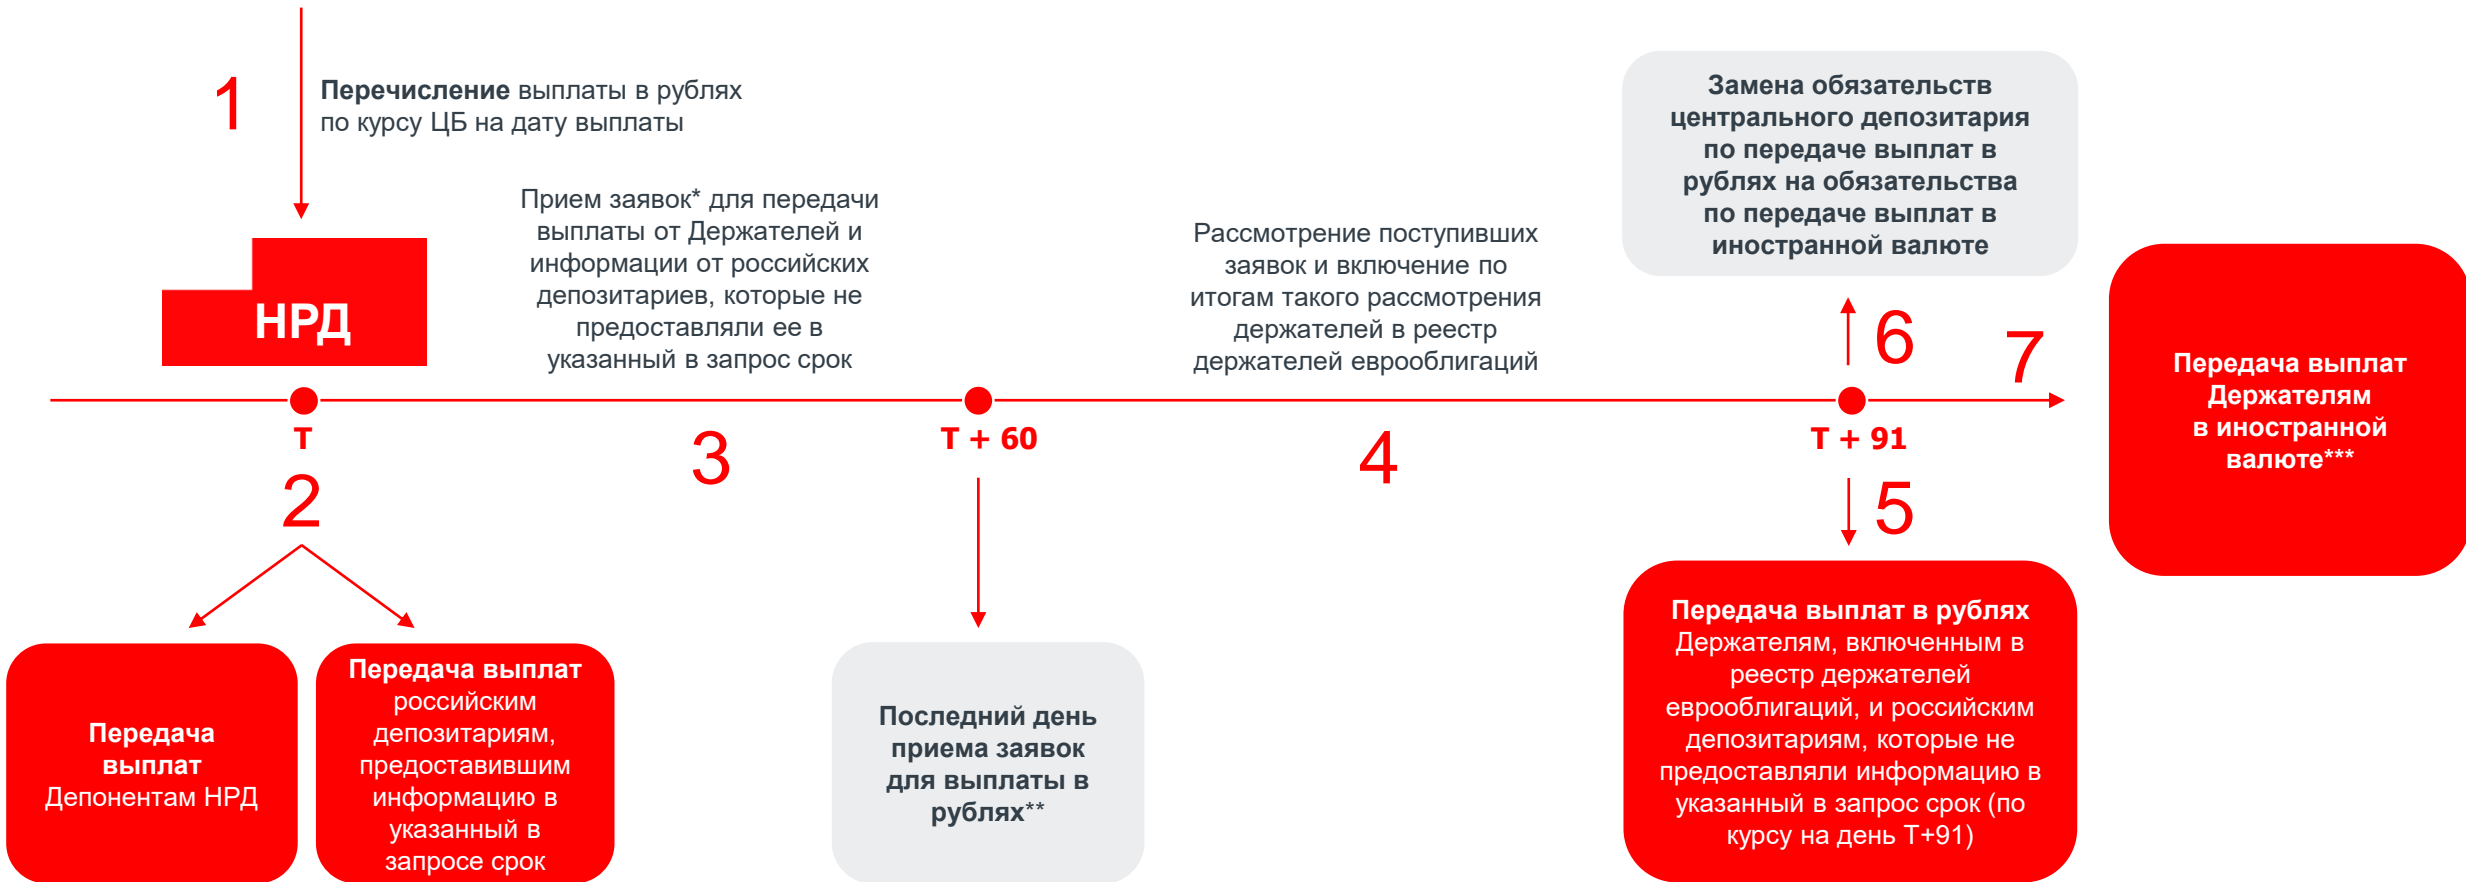 1
Перечисление выплаты в рублях
по курсу ЦБ на дату выплаты
НРД
Прием заявок* для передачи
выплаты от Держателей и
информации от российских
депозитариев, которые не
предоставляли ее в
указанный в запрос срок
Рассмотрение поступивших
заявок и включение по
итогам такого рассмотрения
держателей в реестр
держателей еврооблигаций
Замена обязательств
центрального депозитария
по передаче выплат в
рублях на обязательства
по передаче выплат в
иностранной валюте
6
7
Передача выплат
Держателям
в иностранной
валюте***
T
2
3
T + 60
4
T + 91
5
Передача
выплат
Депонентам НРД
Передача выплат
российским
депозитариям,
предоставившим
информацию в
указанный в
запросе срок
Последний день
приема заявок
для выплаты в
рублях**
Передача выплат в рублях
Держателям, включенным в
реестр держателей
еврооблигаций, и российским
депозитариям, которые не
предоставляли информацию в
указанный в запрос срок (по
курсу на день Т+91)